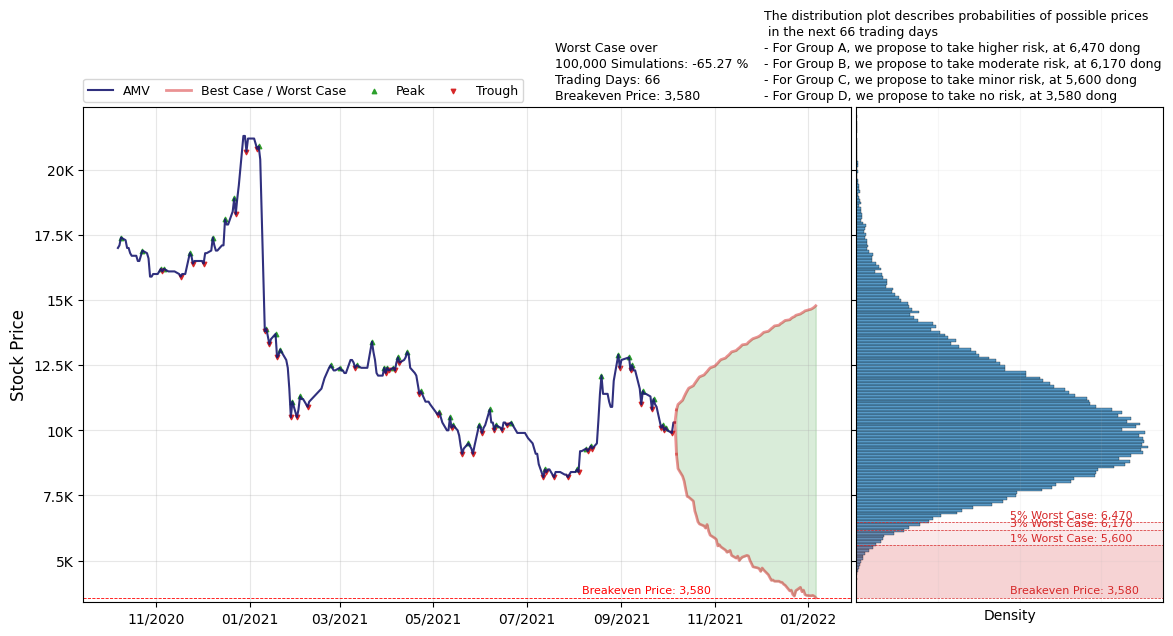 The distribution plot describes probabilities of possible prices
in the next 66 trading days
- For Group A, we propose to take higher risk, at 6,470 dong
- For Group B, we propose to take moderate risk, at 6,170 dong
- For Group C, we propose to take minor risk, at 5,600 dong
- For Group D, we propose to take no risk, at 3,580 dong
Worst Case over
100,000 Simulations: -65.27 %
Trading Days: 66
Breakeven Price: 3,580
AMV
Best Case / Worst Case
Peak
Trough
Stock Price
20K
17.5K
15K
12.5K
10K
7.5K
5K
Breakeven Price: 3,580
11/2020
01/2021
03/2021
05/2021
07/2021
09/2021
11/2021
01/2022
5% Worst Case: 6,470
3% Worst Case: 6,170
1% Worst Case: 5,600
Breakeven Price: 3,580
Density